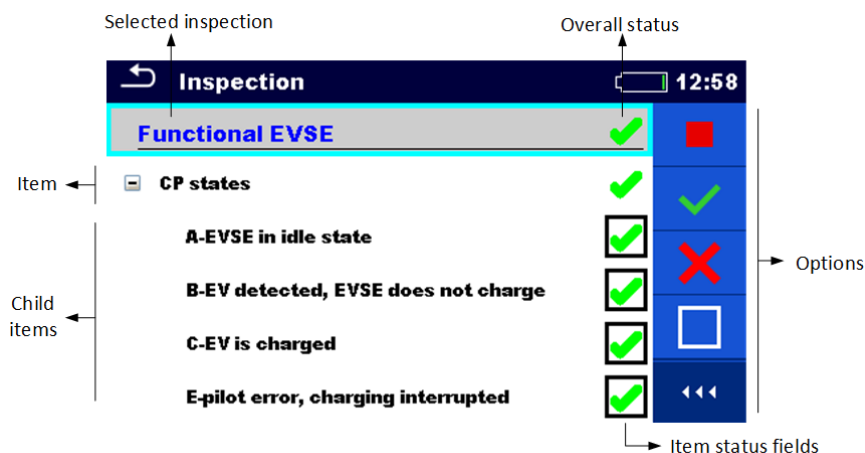 Selected inspection
Overall status
Inspection
12:58
Functional EVSE
Item
CP states
A-EVSE in idle state
B-EV detected, EVSE does not charge
Options
Child
items
C-EV is charged
E-pilot error, charging interrupted
Item status fields